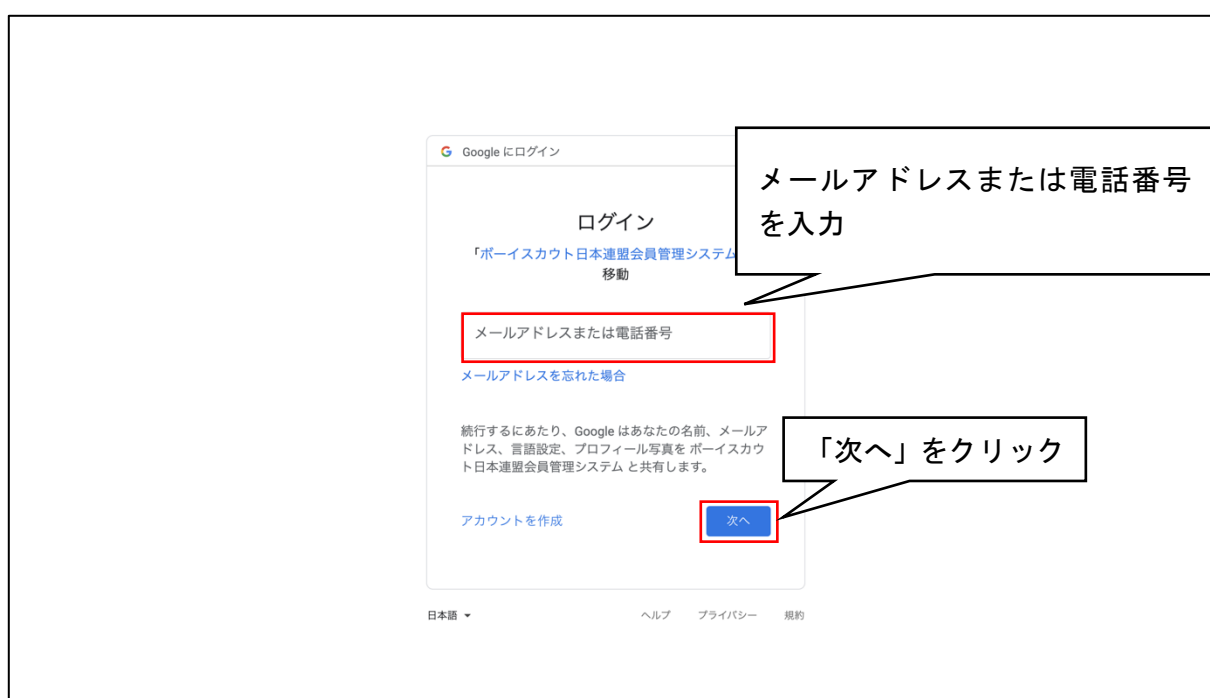 Google にログイン
メールアドレスまたは電話番号
を入力
ログイン
「ボーイスカウト日本連盟会員管理システム
移動
メールアドレスまたは電話番号
メールアドレスを忘れた場合
続行するにあたり、Google はあなたの名前、メールア
ドレス、言語設定、プロフィール写真を ボーイスカウ
ト日本連盟会員管理システム と共有します。
「次へ」をクリック
アカウントを作成
次へ
日本語
ヘルプ プライバシー 規約